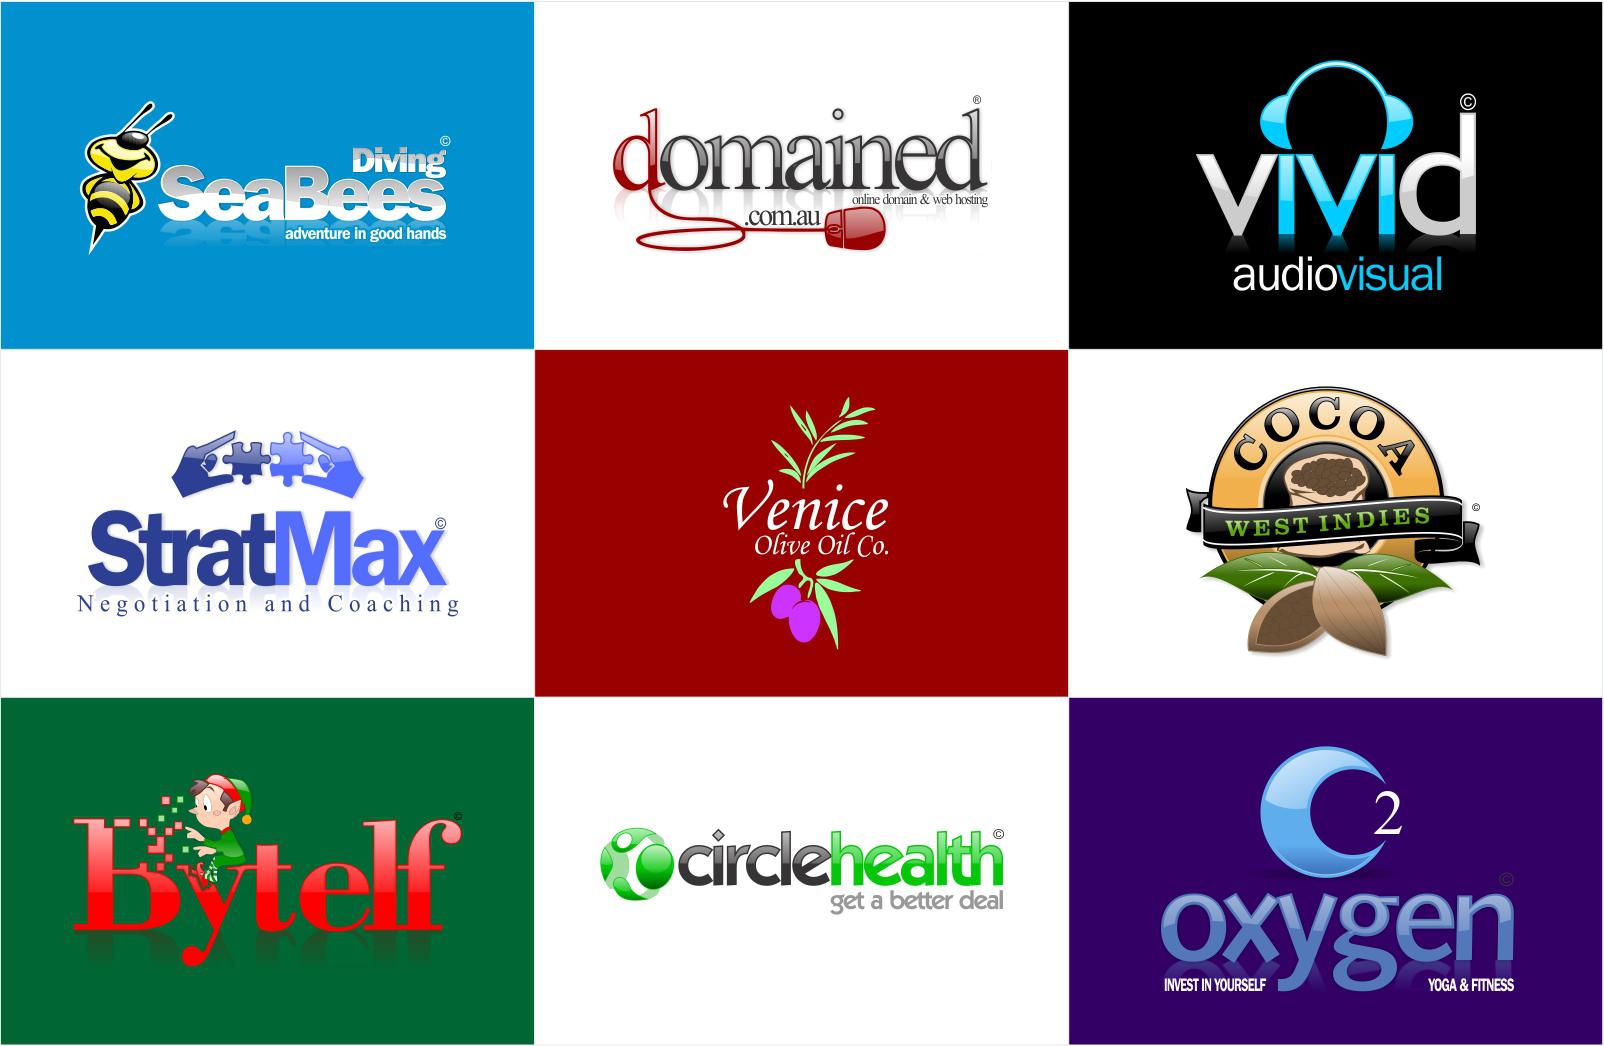 Diving ©
SeaBees
adventure in good hands
domained ®
online domain & web hosting
.com.au
vivid ©
audiovisual
StratMax ©
Negotiation and Coaching
Venice
Olive Oil Co.
COCOA
WEST INDIES ©
Bytelf ©
circlehealth ©
get a better deal
2
oxygen ©
INVEST IN YOURSELF YOGA & FITNESS